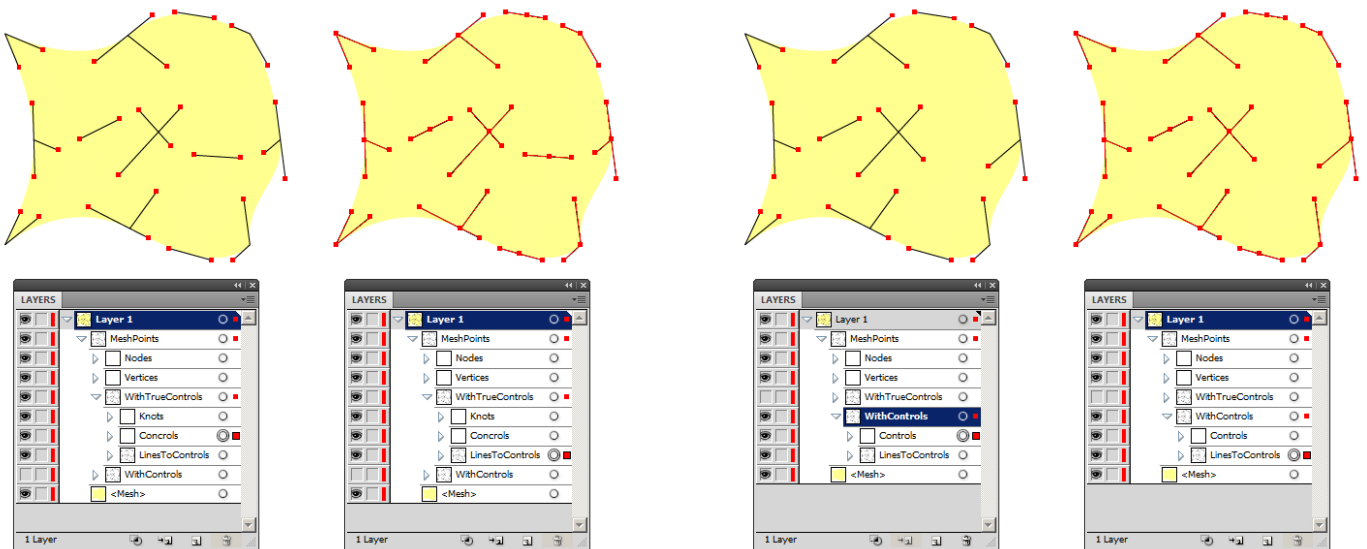 LAYERS
Layer 1
MeshPoints
Nodes
Vertices
WithTrueControls
Knots
Concrols
LinesToControls
WithControls
<Mesh>
1 Layer
LAYERS
Layer 1
MeshPoints
Nodes
Vertices
WithTrueControls
Knots
Concrols
LinesToControls
WithControls
<Mesh>
1 Layer
LAYERS
Layer 1
MeshPoints
Nodes
Vertices
WithTrueControls
WithControls
Controls
LinesToControls
<Mesh>
1 Layer
LAYERS
Layer 1
MeshPoints
Nodes
Vertices
WithTrueControls
WithControls
Controls
LinesToControls
<Mesh>
1 Layer